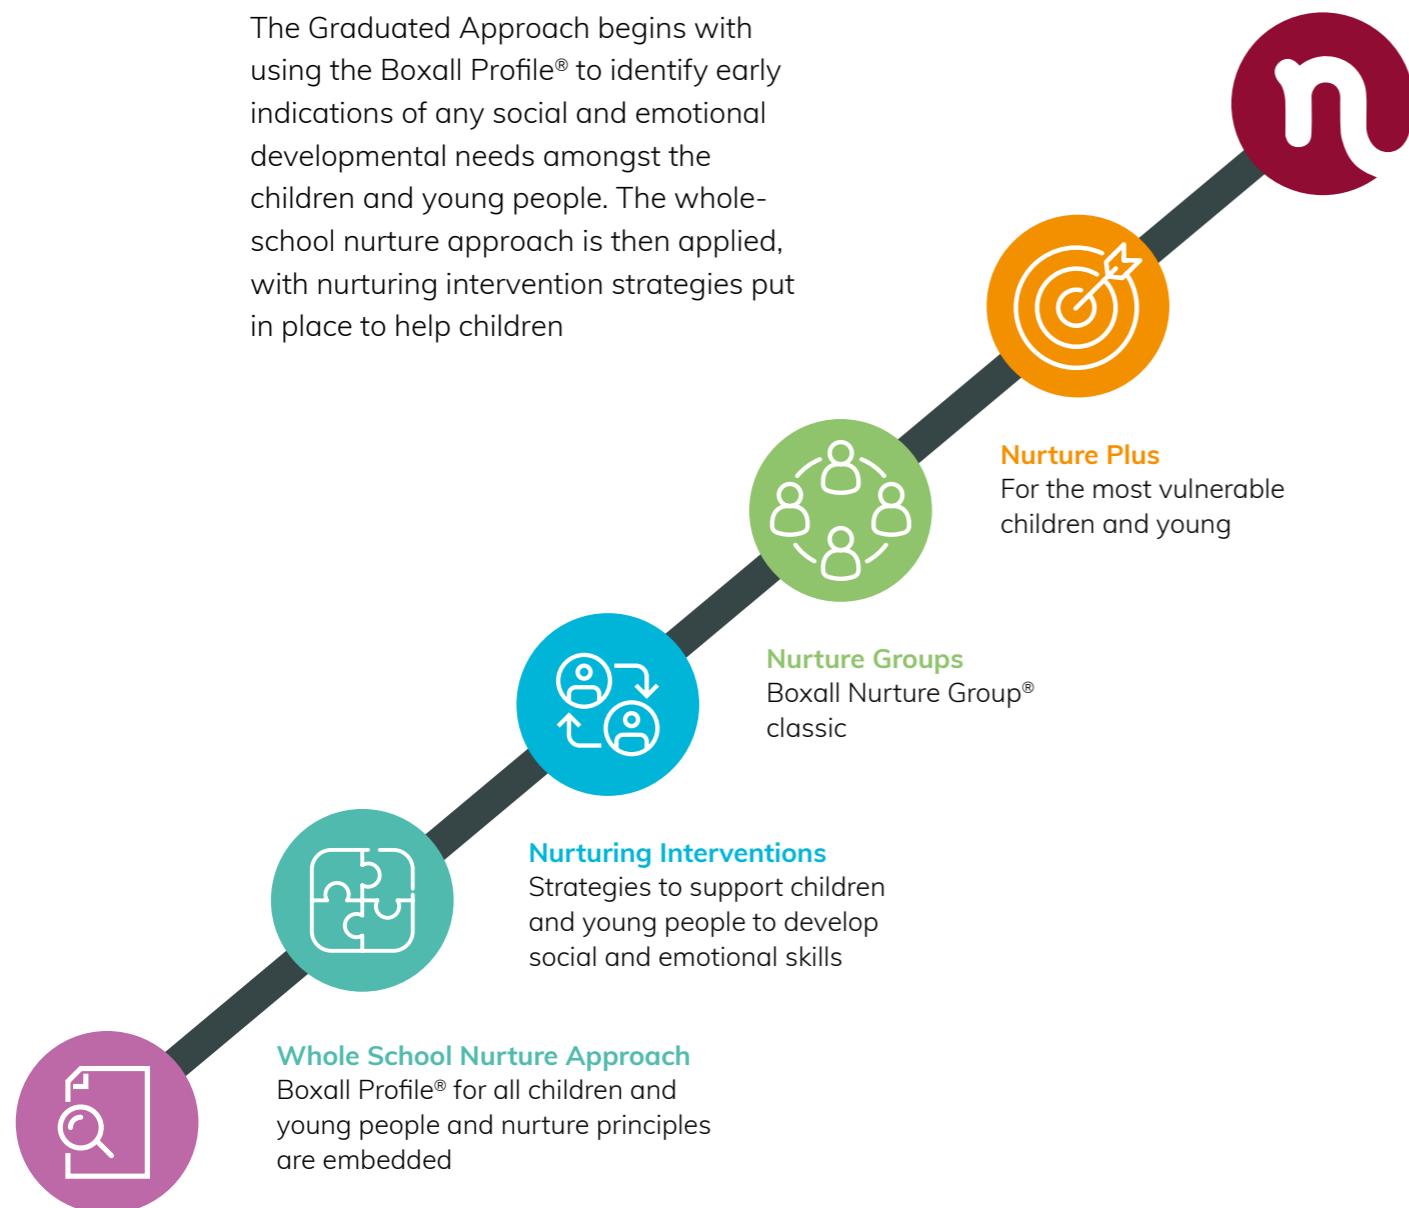 The Graduated Approach begins with
using the Boxall Profile® to identify early
indications of any social and emotional
developmental needs amongst the
children and young people. The whole-
school nurture approach is then applied,
with nurturing intervention strategies put
in place to help children
n
Nurture Plus
For the most vulnerable
children and young
Nurture Groups
Boxall Nurture Group®
classic
Nurturing Interventions
Strategies to support children
and young people to develop
social and emotional skills
Whole School Nurture Approach
Boxall Profile® for all children and
young people and nurture principles
are embedded